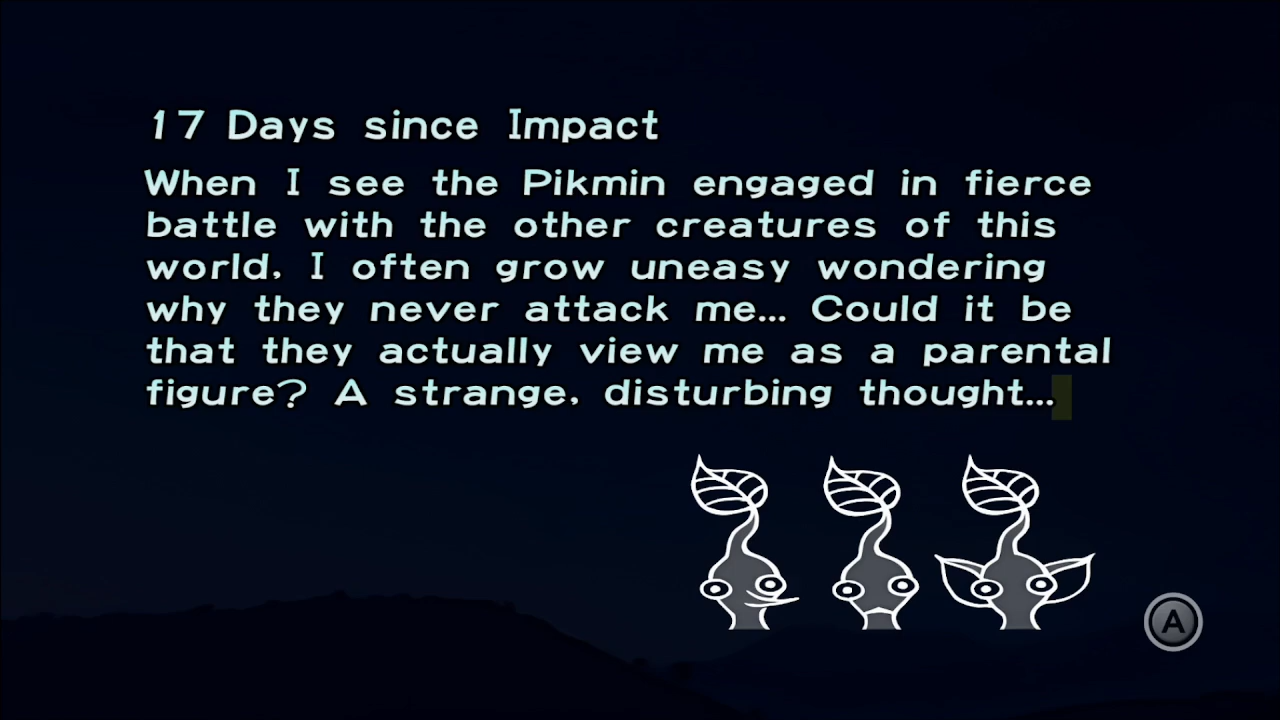 17 Days since Impact
When I see the Pikmin engaged in fierce
battle with the other creatures of this
world, I often grow uneasy wondering
why they never attack me... Could it be
that they actually view me as a parental
figure? A strange, disturbing thought...
A